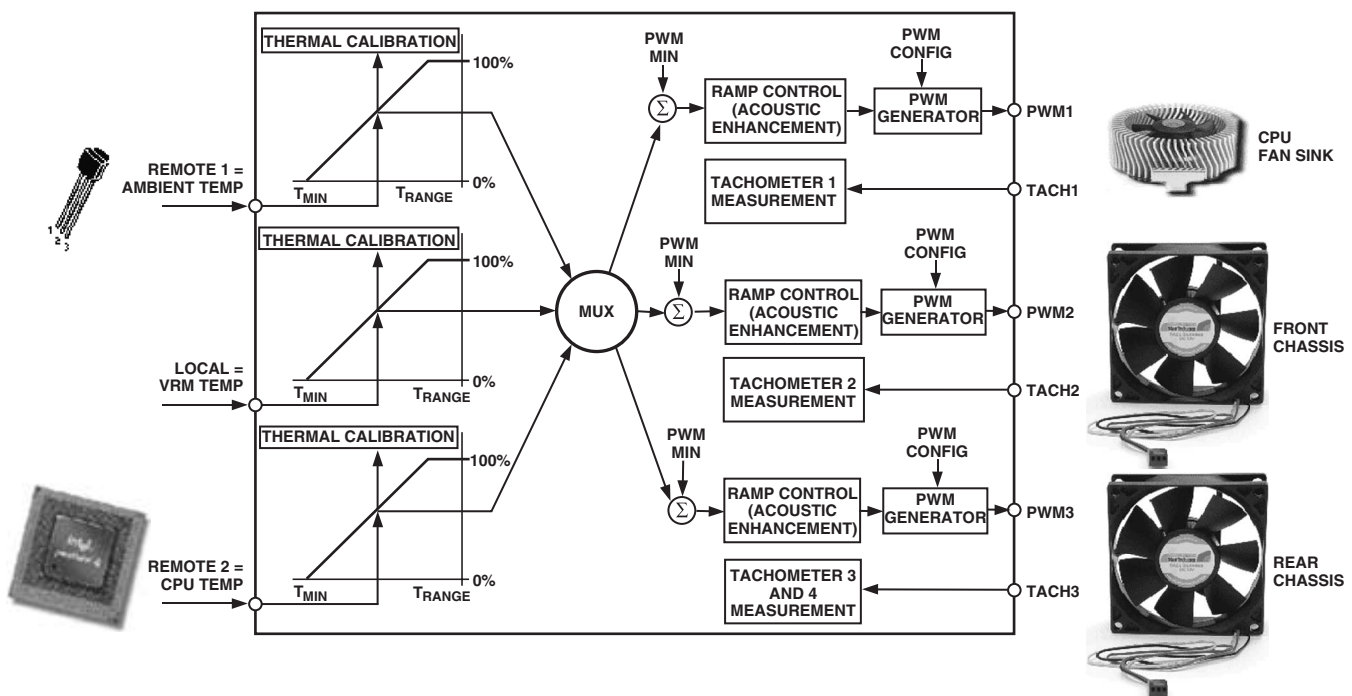 THERMAL CALIBRATION
100%
0%
T_MIN
T_RANGE
REMOTE 1 =
AMBIENT TEMP
1
2
3
THERMAL CALIBRATION
100%
0%
T_MIN
T_RANGE
LOCAL =
VRM TEMP
THERMAL CALIBRATION
100%
0%
T_MIN
T_RANGE
REMOTE 2 =
CPU TEMP
intel
pentium 4
MUX
PWM
MIN
Σ
RAMP CONTROL
(ACOUSTIC
ENHANCEMENT)
PWM
CONFIG
PWM
GENERATOR
PWM1
TACHOMETER 1
MEASUREMENT
TACH1
CPU
FAN SINK
PWM
MIN
Σ
RAMP CONTROL
(ACOUSTIC
ENHANCEMENT)
PWM
CONFIG
PWM
GENERATOR
PWM2
TACHOMETER 2
MEASUREMENT
TACH2
FRONT
CHASSIS
PWM
MIN
Σ
RAMP CONTROL
(ACOUSTIC
ENHANCEMENT)
PWM
CONFIG
PWM
GENERATOR
PWM3
TACHOMETER 3
AND 4
MEASUREMENT
TACH3
REAR
CHASSIS